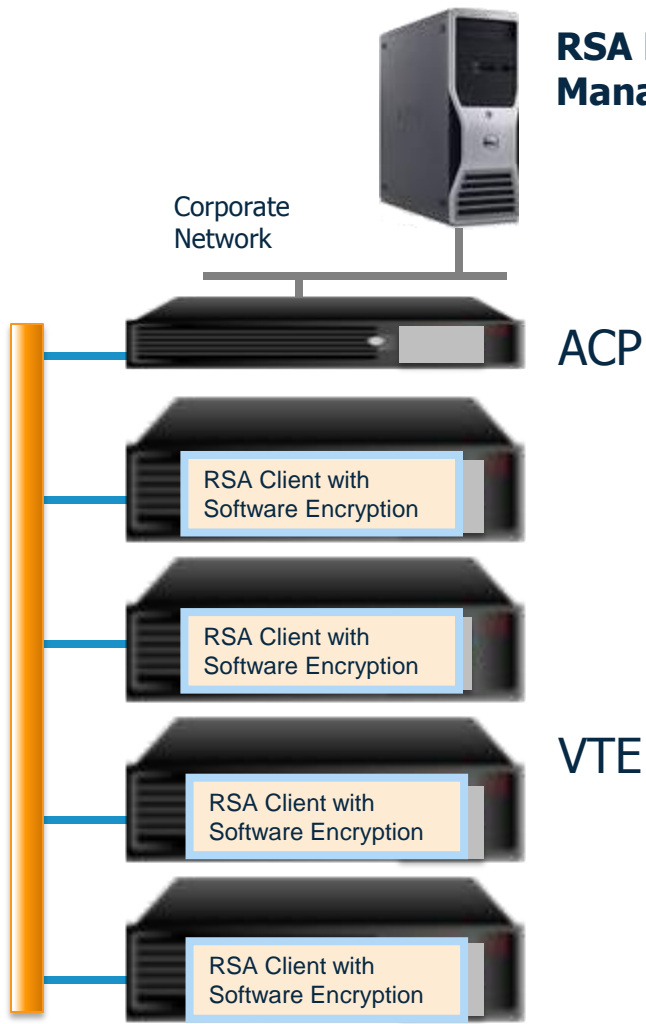 RSA
Corporate
Network
ACP
RSA Client with
Software Encryption
RSA Client with
Software Encryption
VTE
RSA Client with
Software Encryption
RSA Client with
Software Encryption